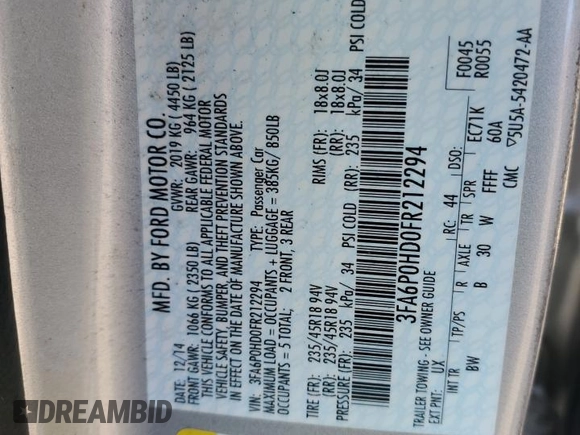 MFD. BY FORD MOTOR CO.
DATE: 12/14 GVWR: 2019 KG ( 4450 LB)
FRONT GAWR: 1066 KG ( 2350 LB) REAR GAWR: 964 KG ( 2125 LB)
THIS VEHICLE CONFORMS TO ALL APPLICABLE FEDERAL MOTOR
VEHICLE SAFETY, BUMPER, AND THEFT PREVENTION STANDARDS
IN EFFECT ON THE DATE OF MANUFACTURE SHOWN ABOVE.
VIN: 3FA6P0HD0FR212294 TYPE: Passenger Car
MAXIMUM LOAD = OCCUPANTS + LUGGAGE = 385KG/ 850LB
OCCUPANTS = 5 TOTAL; 2 FRONT, 3 REAR
TIRE (FR): 235/45R18 94V RIMS (FR): 18x8.0J
TIRE (RR): 235/45R18 94V RIMS (RR): 18x8.0J
PRESSURE (FR): 235 kPa/ 34 PSI COLD (RR): 235 kPa/ 34 PSI COLD
3FA6P0HD0FR212294
TRAILER TOWING - SEE OWNER GUIDE
F0045
R0055
EXT PNT: UX RC: 44 DSO: EC71K
INT TR TP/PS R AXLE TR SPR 60A
BW B 30 W FFFF
CMC ▽5U5A-5420472-AA
DREAMBID